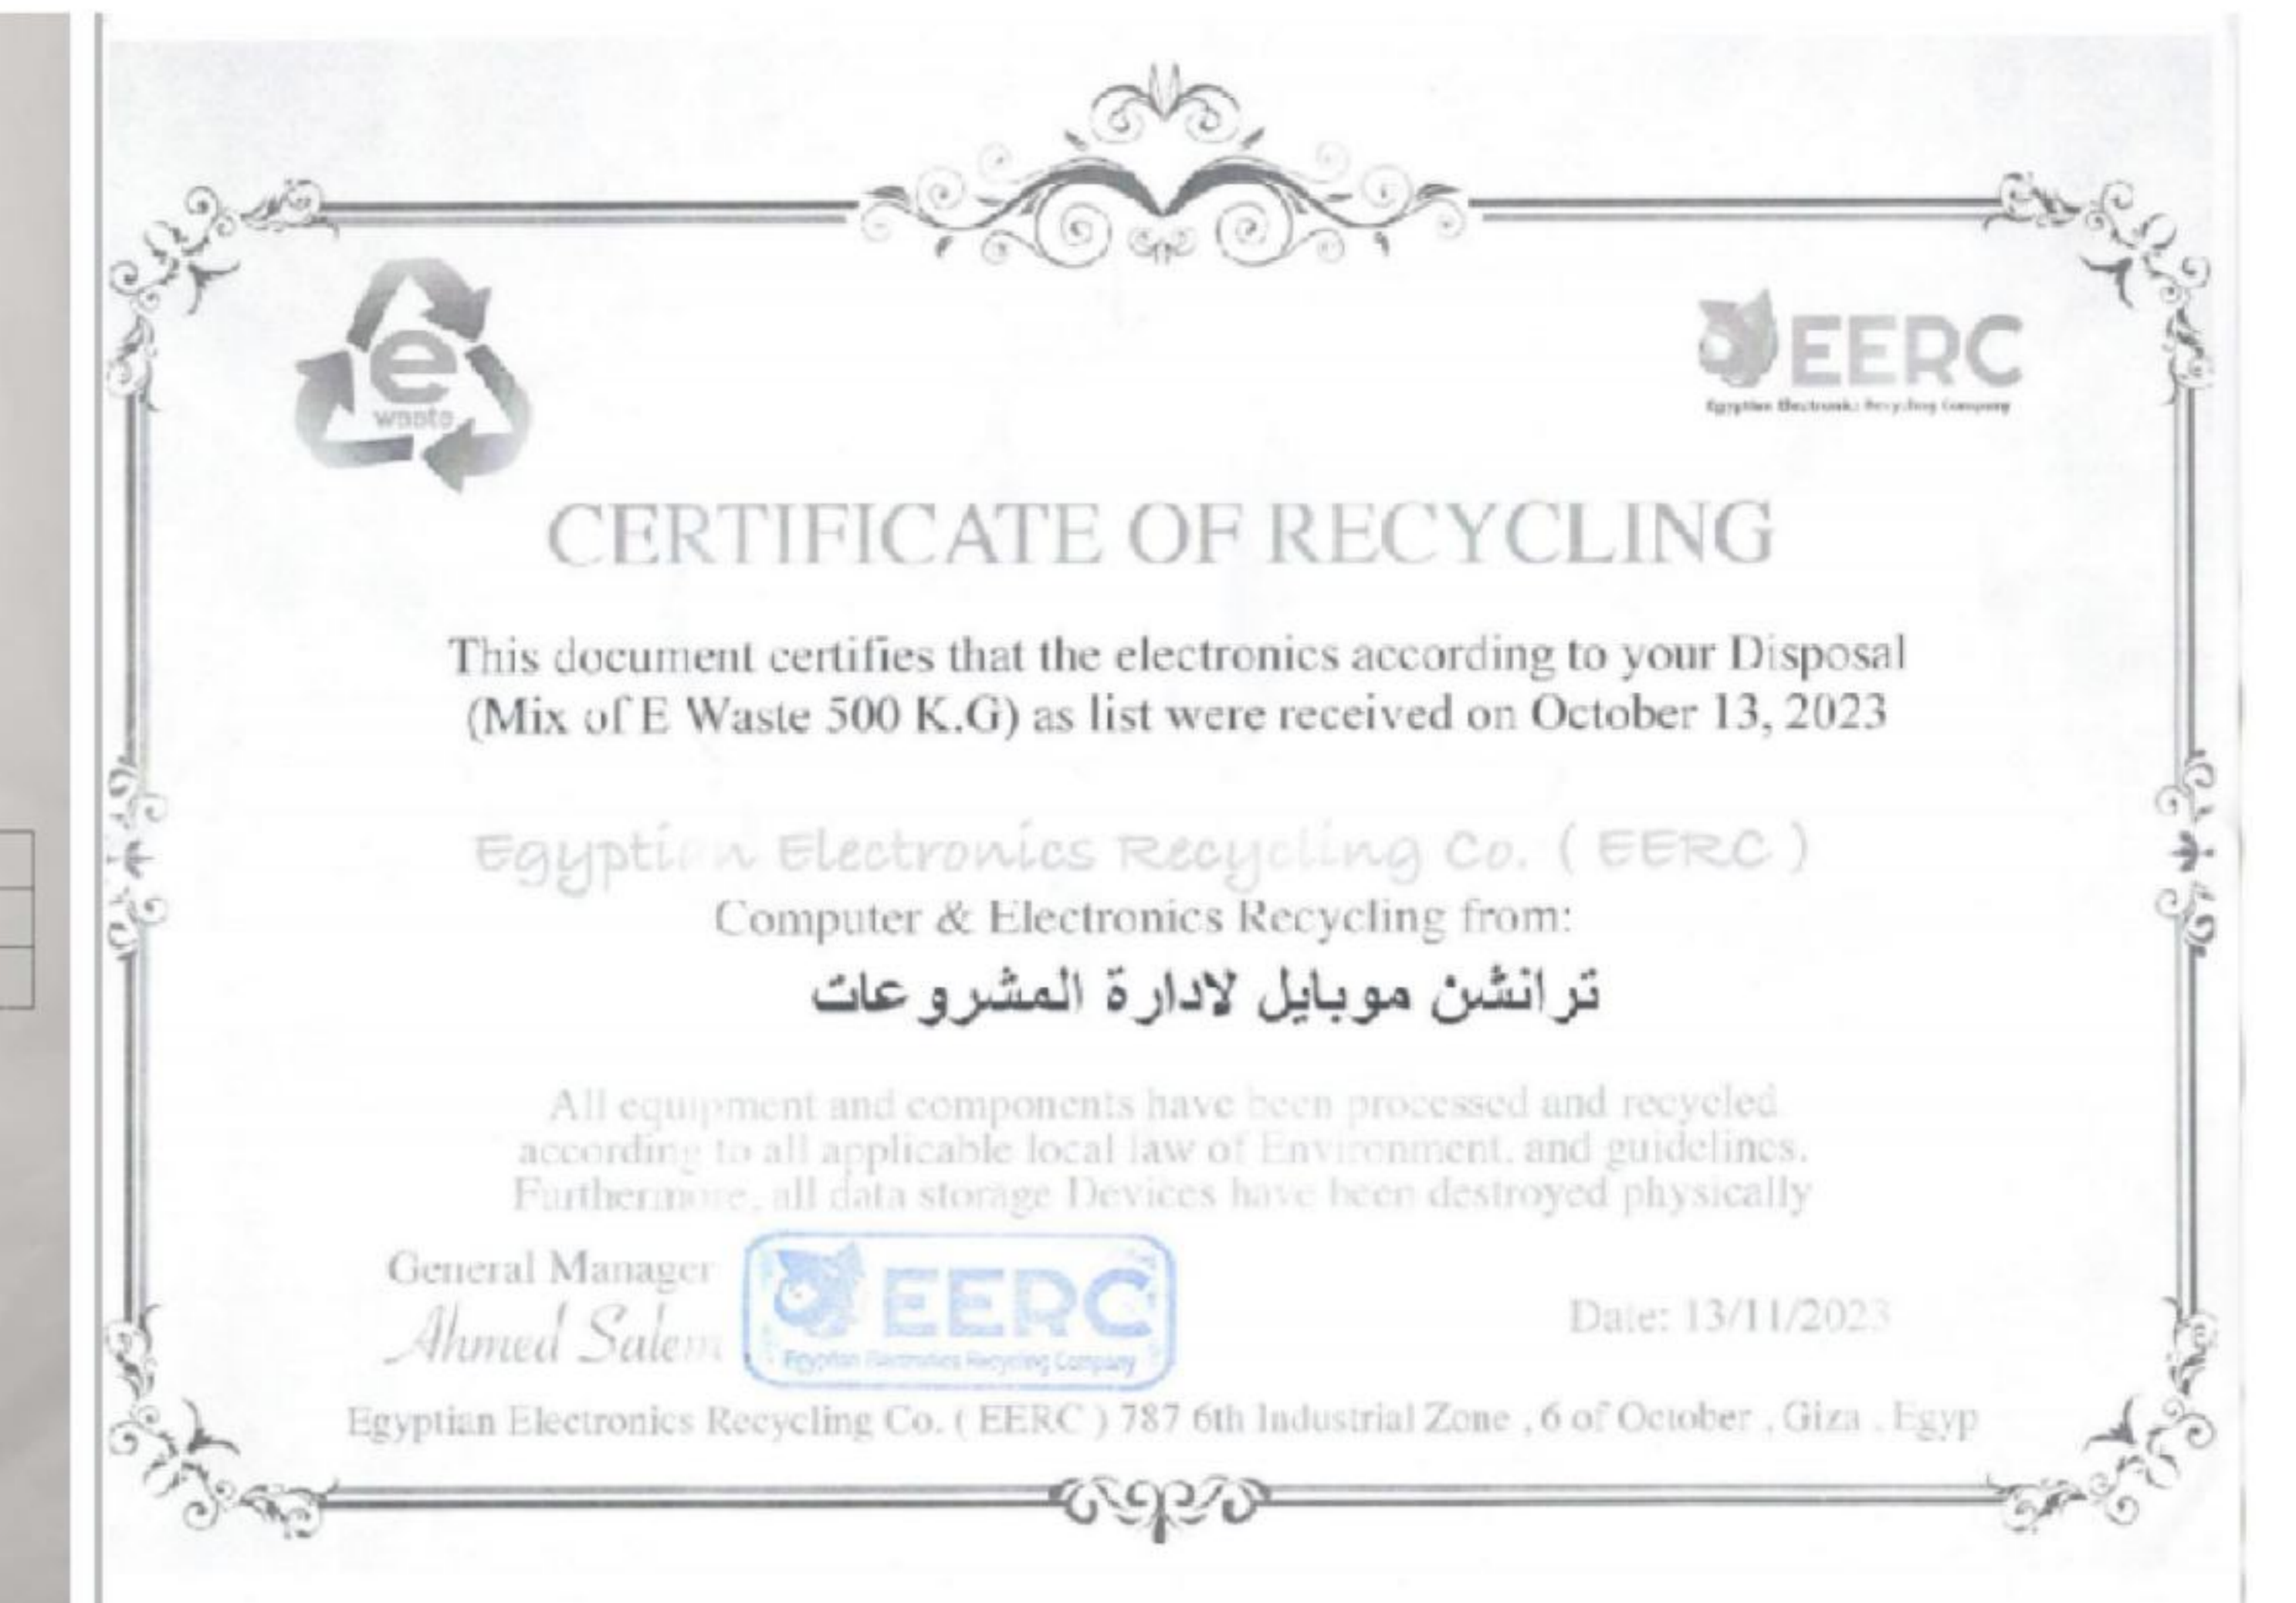 e
waste
EERC
Egyptian Electronics Recycling Company
CERTIFICATE OF RECYCLING
This document certifies that the electronics according to your Disposal
(Mix of E Waste 500 K.G) as list were received on October 13, 2023
Egyptian Electronics Recycling Co. ( EERC )
Computer & Electronics Recycling from:
ترانشن موبايل لادارة المشروعات
All equipment and components have been processed and recycled
according to all applicable local law of Environment, and guidelines.
Furthermore, all data storage Devices have been destroyed physically
General Manager
Ahmed Salem
EERC
Egyptian Electronics Recycling Company
Date: 13/11/2023
Egyptian Electronics Recycling Co. ( EERC ) 787 6th Industrial Zone , 6 of October , Giza , Egyp